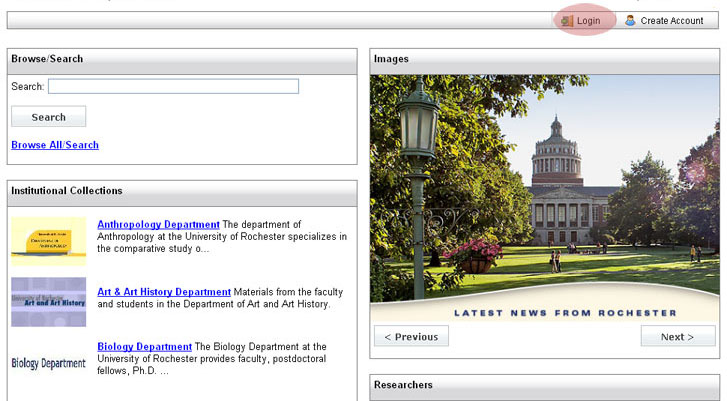 Login
Create Account
Browse/Search
Search:
Search
Browse All/Search
Institutional Collections
Anthropology Department The department of
Anthropology at the University of Rochester specializes in
the comparative study o...
Art and Art History
Art & Art History Department Materials from the faculty
and students in the Department of Art and Art History.
Biology Department
Biology Department The Biology Department at the
University of Rochester provides faculty, postdoctoral
fellows, Ph.D. ...
Images
LATEST NEWS FROM ROCHESTER
< Previous
Next >
Researchers